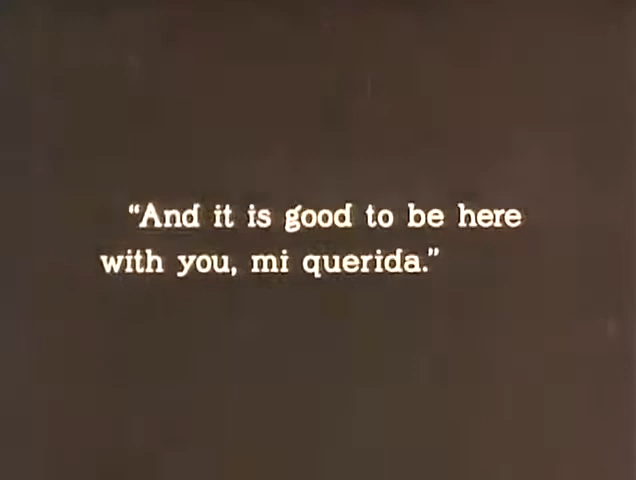 “And it is good to be here
with you, mi querida.”